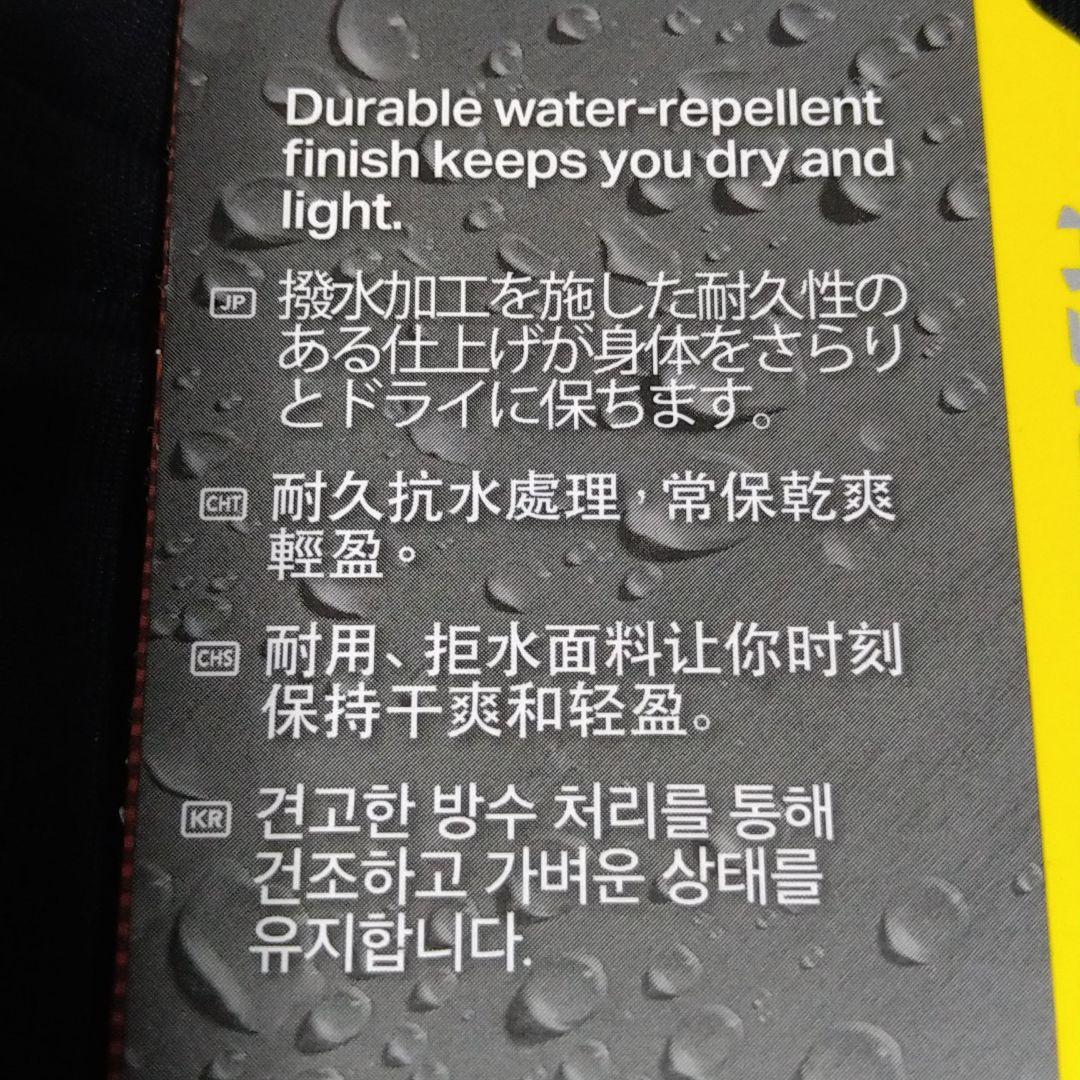 Durable water-repellent
finish keeps you dry and
light.
JP 撥水加工を施した耐久性の
ある仕上げが身体をさらり
とドライに保ちます。
CHT 耐久抗水處理，常保乾爽
輕盈。
CHS 耐用、拒水面料让你时刻
保持干爽和轻盈。
KR 견고한 방수 처리를 통해
건조하고 가벼운 상태를
유지합니다.